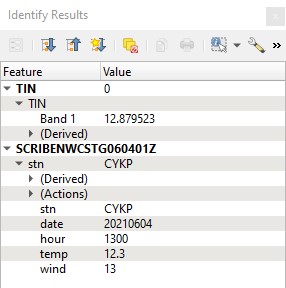 Identify Results
Feature Value
TIN 0
TIN
Band 1 12.879523
(Derived)
SCRIBENWCSTG060401Z
stn CYKP
(Derived)
(Actions)
stn CYKP
date 20210604
hour 1300
temp 12.3
wind 13